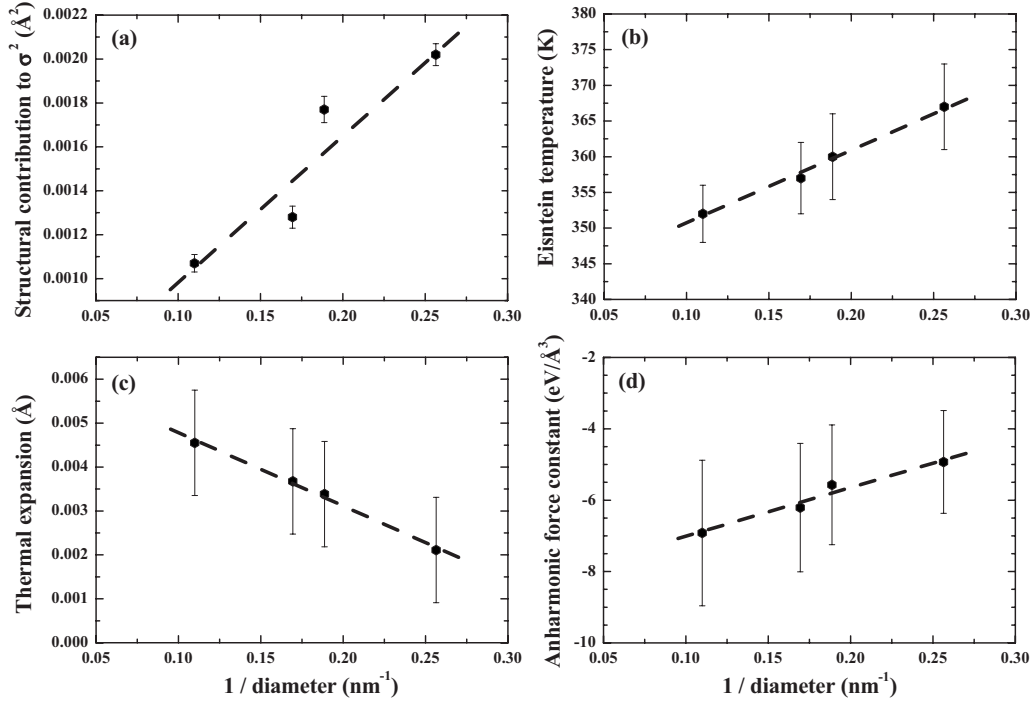 (a)
Structural contribution to σ² (Å²)
0.0022
0.0020
0.0018
0.0016
0.0014
0.0012
0.0010
0.05 0.10 0.15 0.20 0.25 0.30
(b)
Eisntein temperature (K)
380
375
370
365
360
355
350
345
340
0.05 0.10 0.15 0.20 0.25 0.30
(c)
Thermal expansion (Å)
0.006
0.005
0.004
0.003
0.002
0.001
0.000
0.05 0.10 0.15 0.20 0.25 0.30
1 / diameter (nm⁻¹)
(d)
Anharmonic force constant (eV/Å³)
-2
-4
-6
-8
-10
0.05 0.10 0.15 0.20 0.25 0.30
1 / diameter (nm⁻¹)